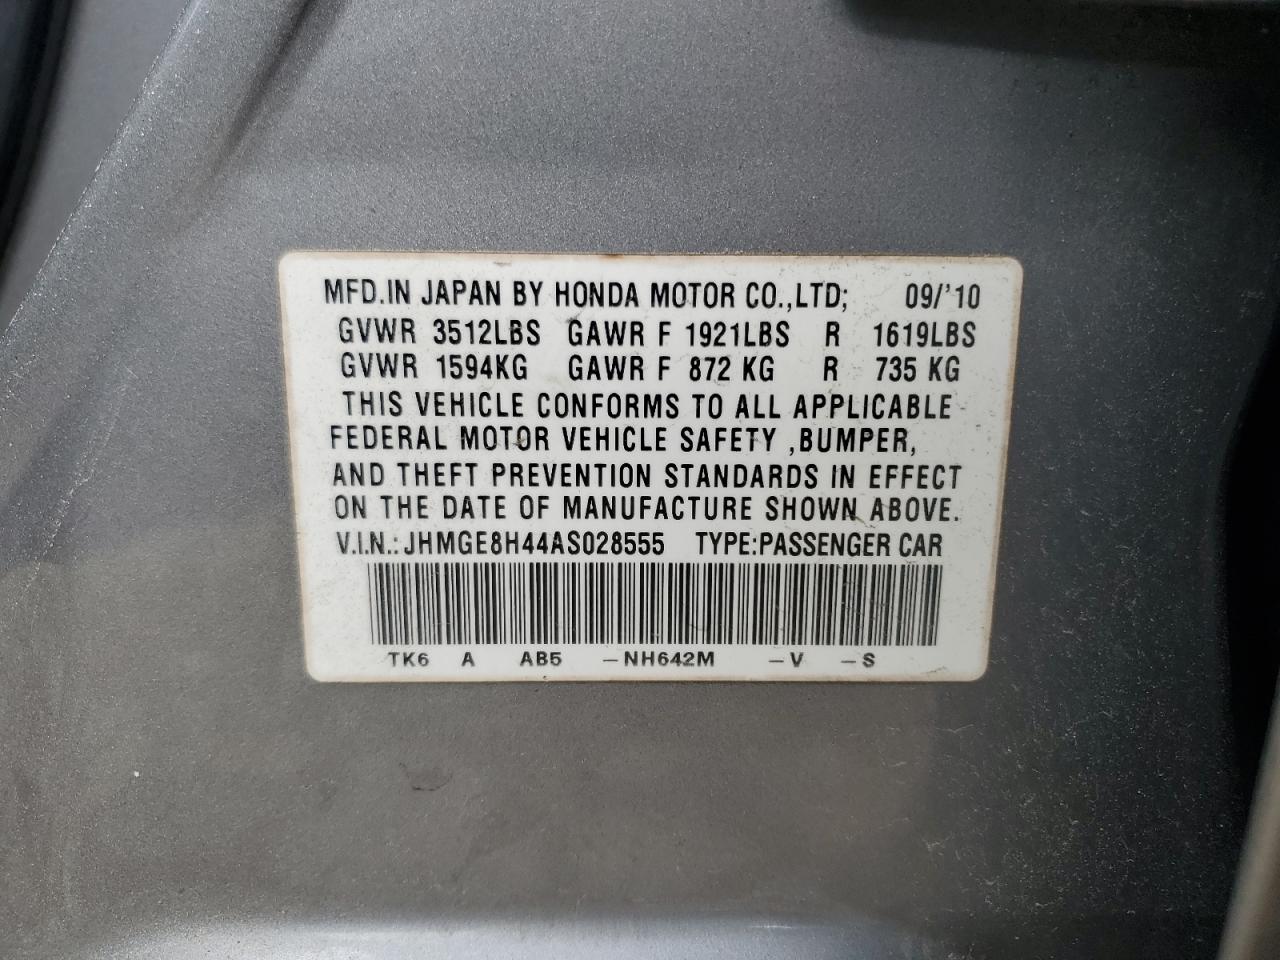 MFD.IN JAPAN BY HONDA MOTOR CO.,LTD; 09/'10
GVWR 3512LBS GAWR F 1921LBS R 1619LBS
GVWR 1594KG GAWR F 872 KG R 735 KG
THIS VEHICLE CONFORMS TO ALL APPLICABLE
FEDERAL MOTOR VEHICLE SAFETY ,BUMPER,
AND THEFT PREVENTION STANDARDS IN EFFECT
ON THE DATE OF MANUFACTURE SHOWN ABOVE.
V.I.N.: JHMGE8H44AS028555 TYPE:PASSENGER CAR
TK6 A AB5 -NH642M -V -S